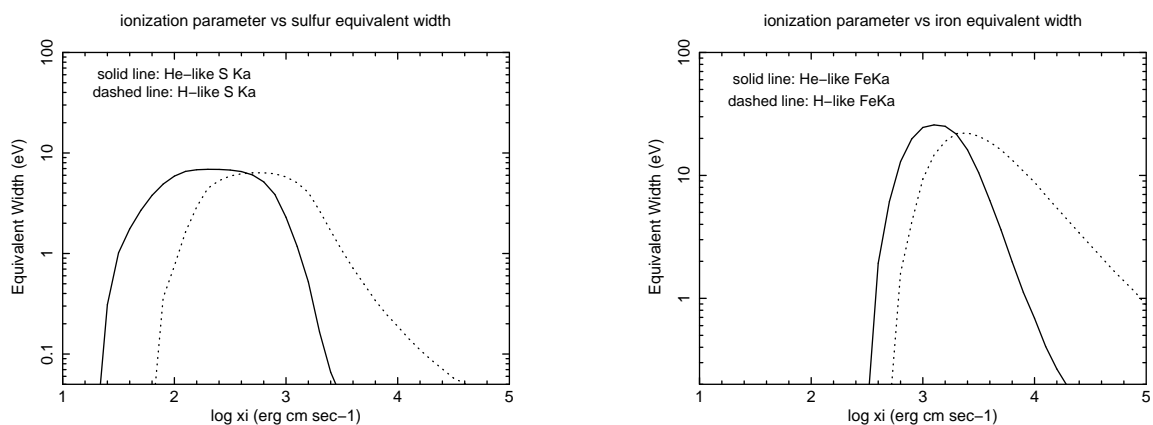 ionization parameter vs sulfur equivalent width
100
10
1
0.1
Equivalent Width (eV)
solid line: He−like S Ka
dashed line: H−like S Ka
1 2 3 4 5
log xi (erg cm sec−1)
ionization parameter vs iron equivalent width
100
10
1
Equivalent Width (eV)
solid line: He−like FeKa
dashed line: H−like FeKa
1 2 3 4 5
log xi (erg cm sec−1)